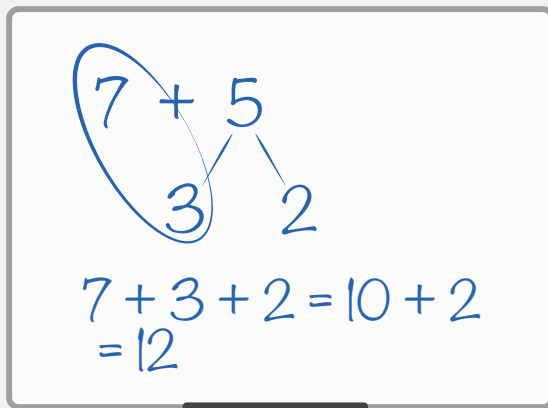 7 + 5
3 2
7 + 3 + 2 = 10 + 2
= 12